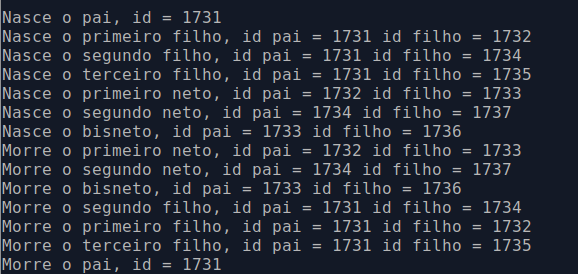 Nasce o pai, id = 1731
Nasce o primeiro filho, id pai = 1731 id filho = 1732
Nasce o segundo filho, id pai = 1731 id filho = 1734
Nasce o terceiro filho, id pai = 1731 id filho = 1735
Nasce o primeiro neto, id pai = 1732 id filho = 1733
Nasce o segundo neto, id pai = 1734 id filho = 1737
Nasce o bisneto, id pai = 1733 id filho = 1736
Morre o primeiro neto, id pai = 1732 id filho = 1733
Morre o segundo neto, id pai = 1734 id filho = 1737
Morre o bisneto, id pai = 1733 id filho = 1736
Morre o segundo filho, id pai = 1731 id filho = 1734
Morre o primeiro filho, id pai = 1731 id filho = 1732
Morre o terceiro filho, id pai = 1731 id filho = 1735
Morre o pai, id = 1731